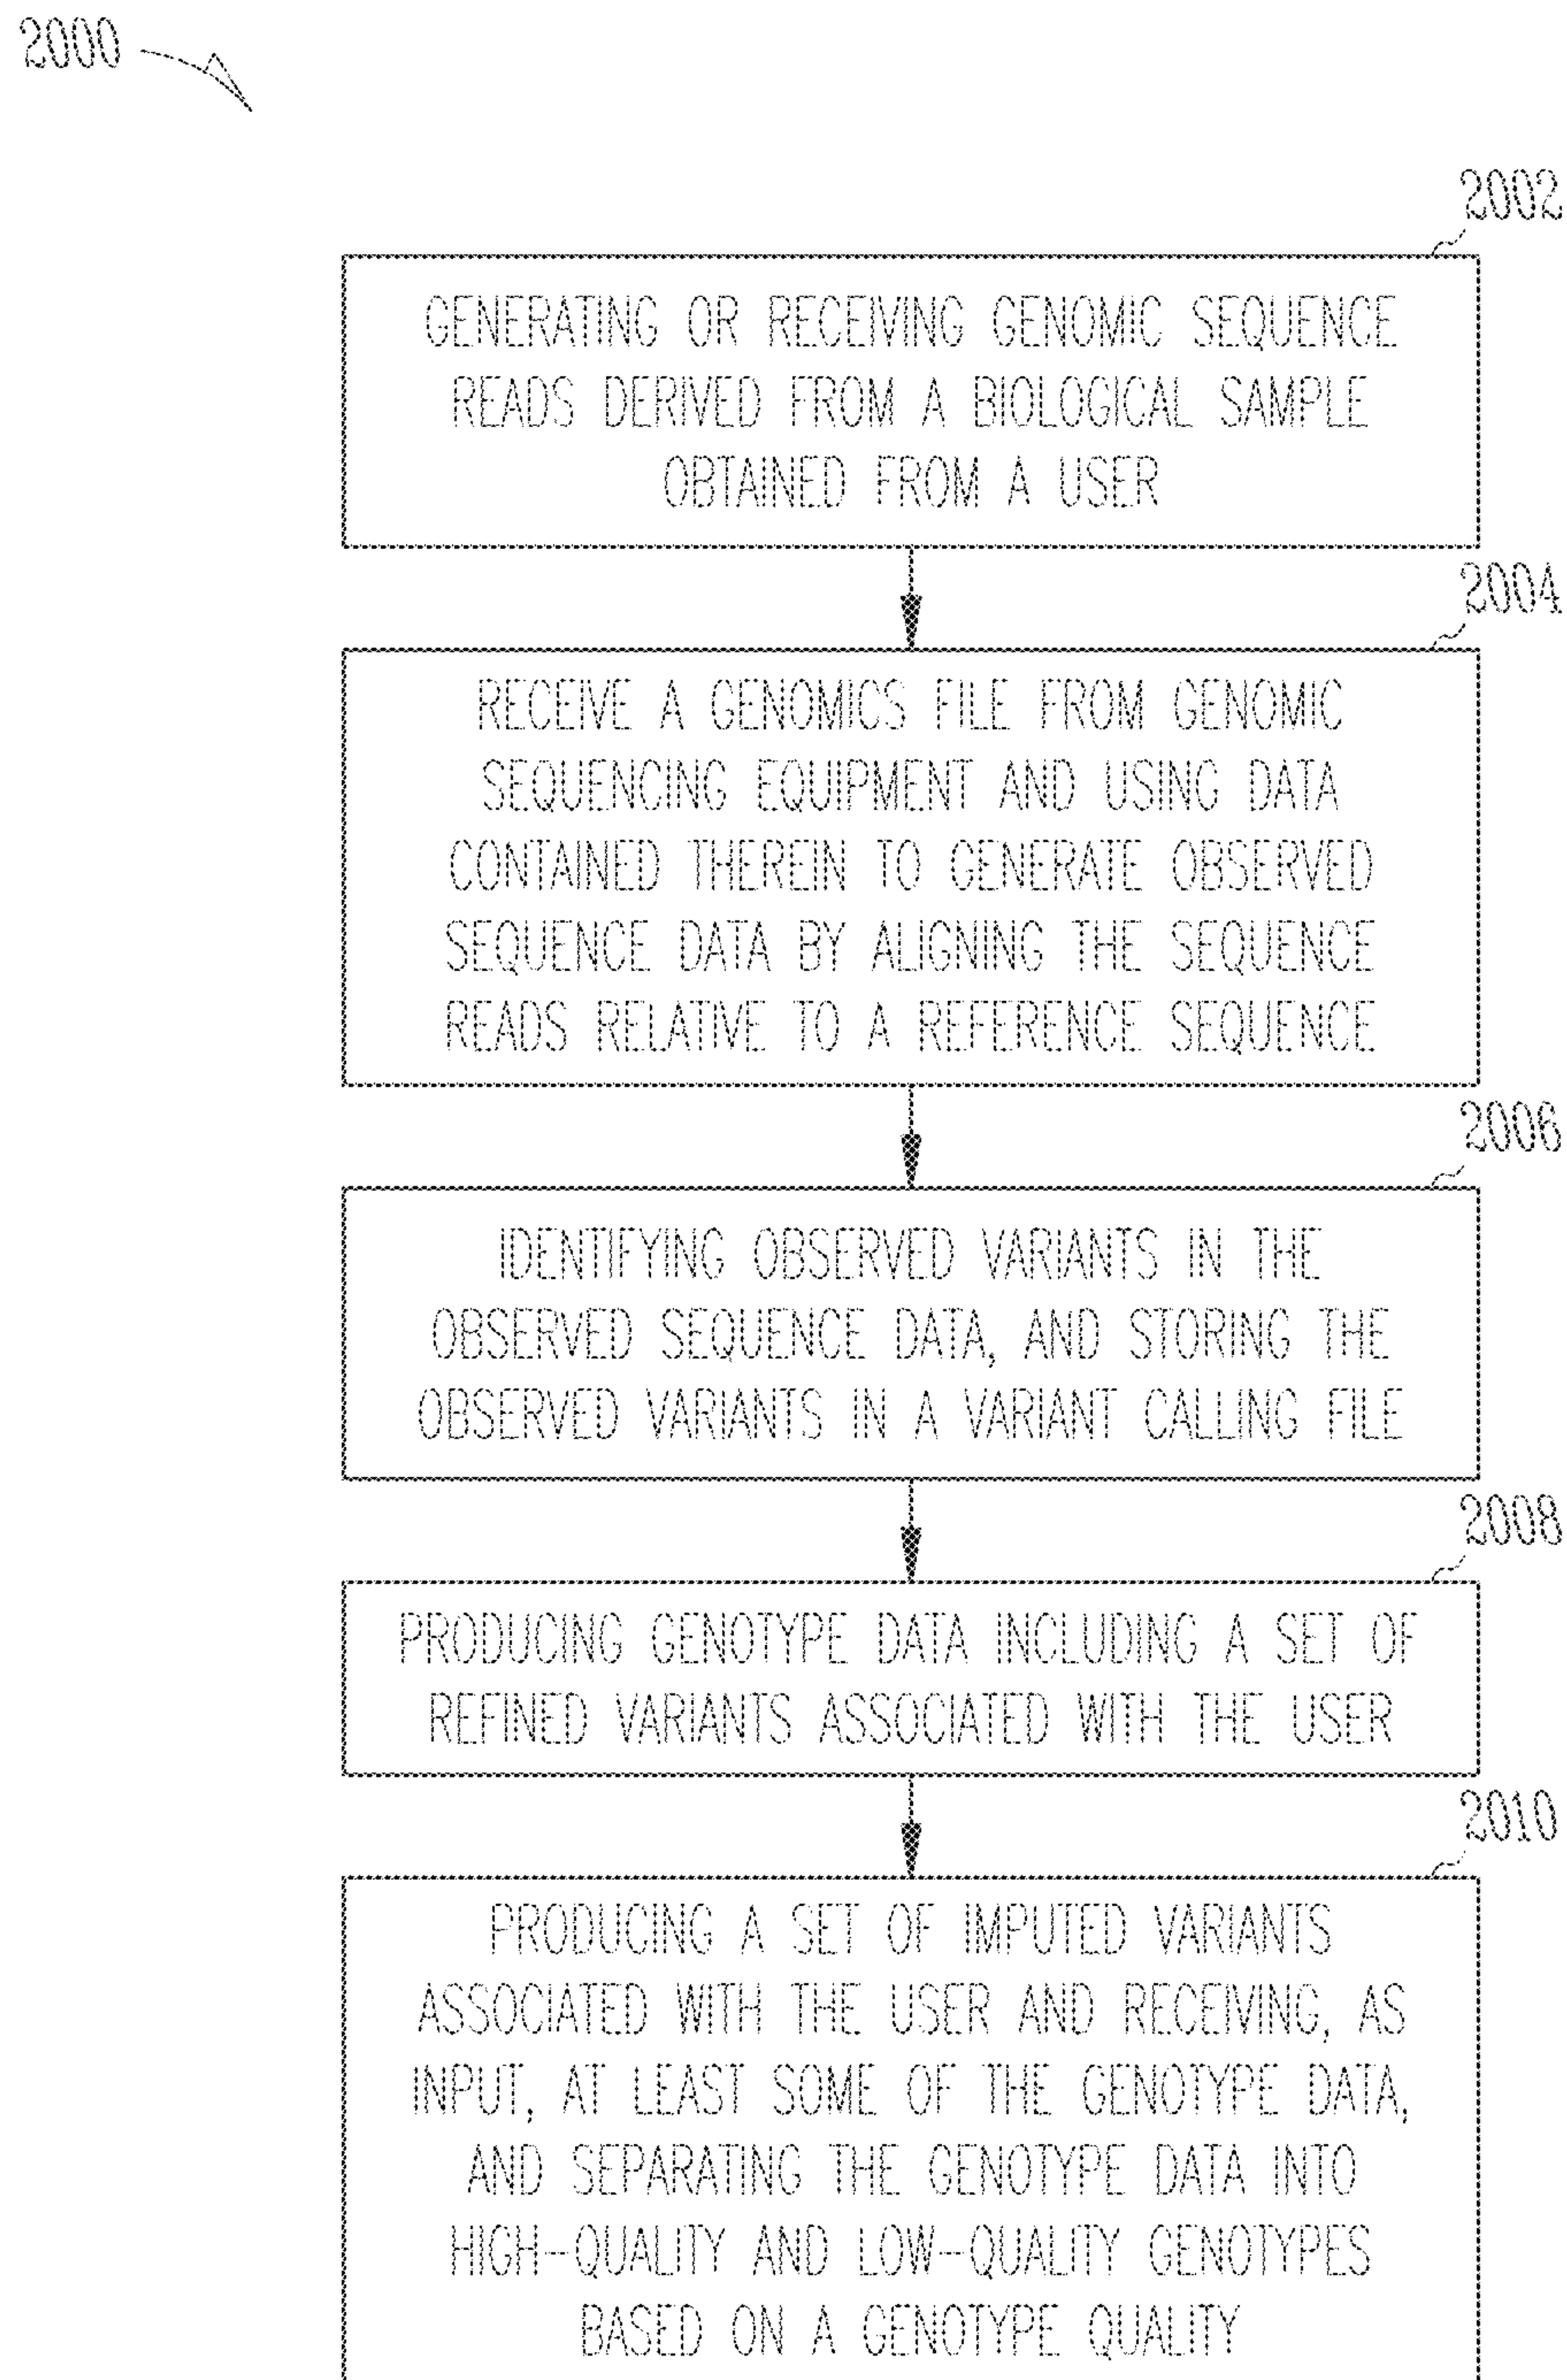 2000
2002
GENERATING OR RECEIVING GENOMIC SEQUENCE
READS DERIVED FROM A BIOLOGICAL SAMPLE
OBTAINED FROM A USER
2004
RECEIVE A GENOMICS FILE FROM GENOMIC
SEQUENCING EQUIPMENT AND USING DATA
CONTAINED THEREIN TO GENERATE OBSERVED
SEQUENCE DATA BY ALIGNING THE SEQUENCE
READS RELATIVE TO A REFERENCE SEQUENCE
2006
IDENTIFYING OBSERVED VARIANTS IN THE
OBSERVED SEQUENCE DATA, AND STORING THE
OBSERVED VARIANTS IN A VARIANT CALLING FILE
2008
PRODUCING GENOTYPE DATA INCLUDING A SET OF
REFINED VARIANTS ASSOCIATED WITH THE USER
2010
PRODUCING A SET OF IMPUTED VARIANTS
ASSOCIATED WITH THE USER AND RECEIVING, AS
INPUT, AT LEAST SOME OF THE GENOTYPE DATA,
AND SEPARATING THE GENOTYPE DATA INTO
HIGH-QUALITY AND LOW-QUALITY GENOTYPES
BASED ON A GENOTYPE QUALITY